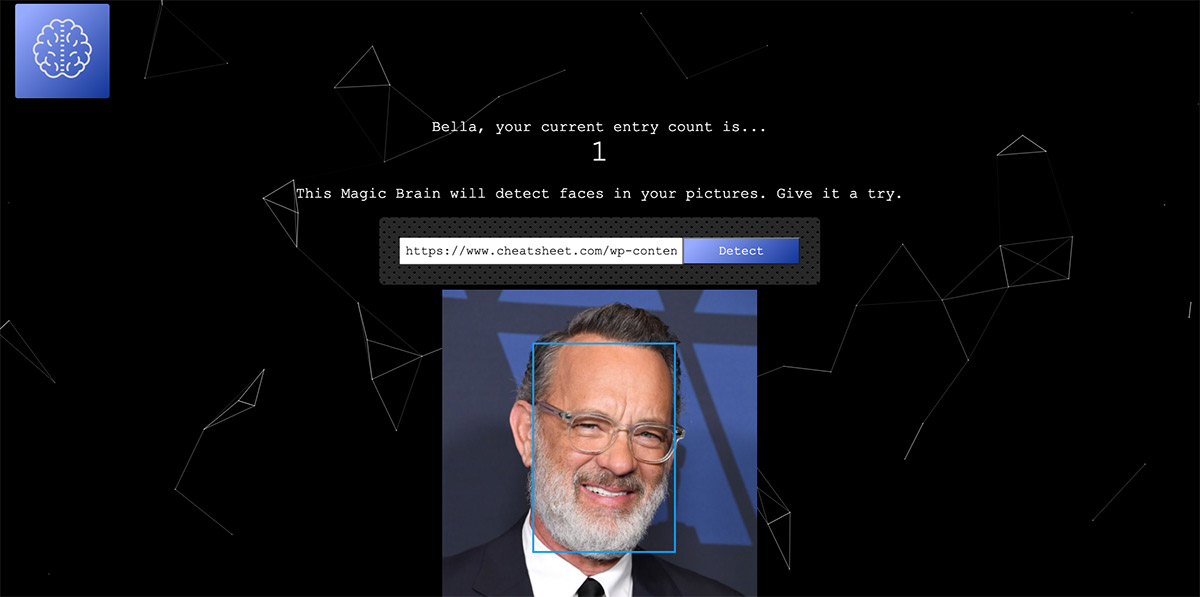 Bella, your current entry count is...
1
This Magic Brain will detect faces in your pictures. Give it a try.
https://www.cheatsheet.com/wp-conten Detect